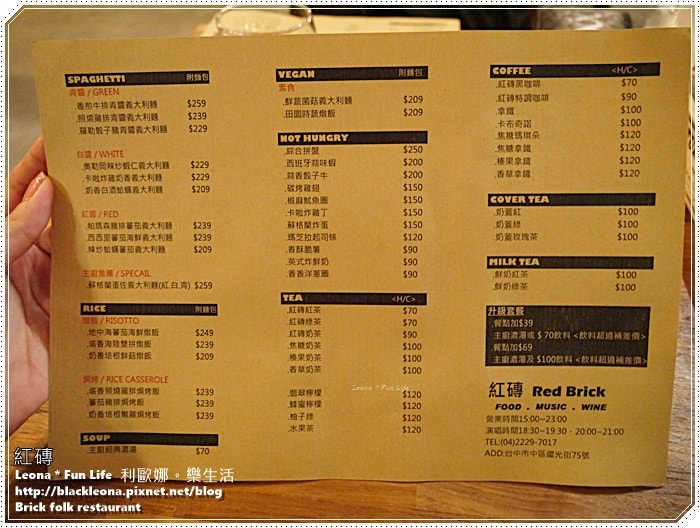 SPAGHETTI 附麵包
青醬 / GREEN
.香煎牛排青醬義大利麵 $259
.照燒雞排青醬義大利麵 $239
.羅勒骰子豬青醬義大利麵 $229
白醬 / WHITE
.奧勒岡辣炒蝦仁義大利麵 $229
.卡啦炸雞奶香義大利麵 $229
.奶香白酒蛤蠣義大利麵 $209
紅醬 / RED
.帕瑪森豬排蕃茄義大利麵 $239
.西西里蕃茄海鮮義大利麵 $239
.辣炒蛤蠣蕃茄義大利麵 $209
主廚推薦 / SPECAIL
.蘇格蘭蛋佐義大利麵(紅.白.青) $259
RICE 附麵包
燉飯 / RISOTTO
.地中海蕃茄海鮮燉飯 $249
.塔香海陸雙拼燉飯 $239
.奶香培根鮮菇燉飯 $209
焗烤 / RICE CASSEROLE
.塔香照燒雞排焗烤飯 $239
.蕃茄豬排焗烤飯 $239
.奶香培根嫩雞焗烤飯 $239
SOUP
.主廚經典濃湯 $70
VEGAN 附麵包
素食
.鮮蔬菌菇義大利麵 $209
.田園時蔬燉飯 $209
NOT HUNGRY
.綜合拼盤 $250
.西班牙蒜味蝦 $200
.蒜香骰子牛 $200
.碳烤雞翅 $150
.椒麻魷魚圈 $150
.卡啦炸雞丁 $150
.蘇格蘭炸蛋 $150
.瑪芝拉起司條 $120
.香酥脆薯 $90
.英式炸鮮奶 $90
.香香洋蔥圈 $90
TEA <H/C>
.紅磚紅茶 $70
.紅磚綠茶 $70
.紅磚奶茶 $90
.焦糖奶茶 $100
.榛果奶茶 $100
.香草奶茶 $100
.翡翠檸檬 $120
.蜂蜜檸檬 $120
.柚子綠 $120
.水果茶 $120
COFFEE <H/C>
.紅磚黑咖啡 $70
.紅磚特調咖啡 $90
.拿鐵 $100
.卡布奇諾 $100
.焦糖瑪琪朵 $120
.焦糖拿鐵 $120
.榛果拿鐵 $120
.香草拿鐵 $120
COVER TEA
.奶蓋紅 $100
.奶蓋綠 $100
.奶蓋玫瑰茶 $100
MILK TEA
.鮮奶紅茶 $100
.鮮奶綠茶 $100
升級套餐
.餐點加$39
主廚濃湯或 $70飲料 <飲料超過補差價>
.餐點加$69
主廚濃湯及 $100飲料 <飲料超過補差價>
紅磚 Red Brick
FOOD . MUSIC . WINE
營業時間15:00~23:00
演唱時間18:30~19:30．20:00~21:00
TEL:(04)2229-7017
ADD:台中市中區繼光街75號
Leona * Fun Life
紅磚
Leona * Fun Life 利歐娜。樂生活
http://blackleona.pixnet.net/blog
Brick folk restaurant